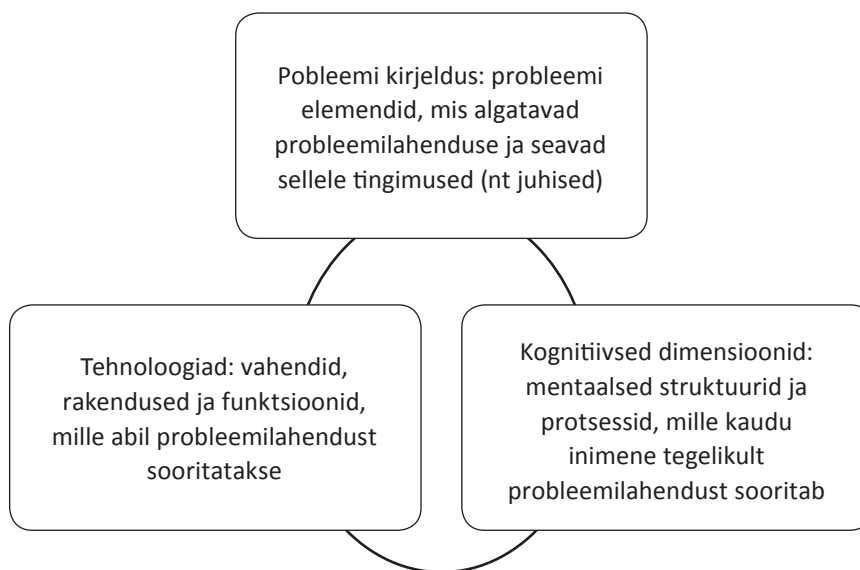 Pobleemi kirjeldus: probleemi
elemendid, mis algatavad
probleemilahenduse ja seavad
sellele tingimused (nt juhised)
Tehnoloogiad: vahendid,
rakendused ja funktsioonid,
mille abil probleemilahendust
sooritatakse
Kognitiivsed dimensioonid:
mentaalsed struktuurid ja
protsessid, mille kaudu
inimene tegelikult
probleemilahendust sooritab